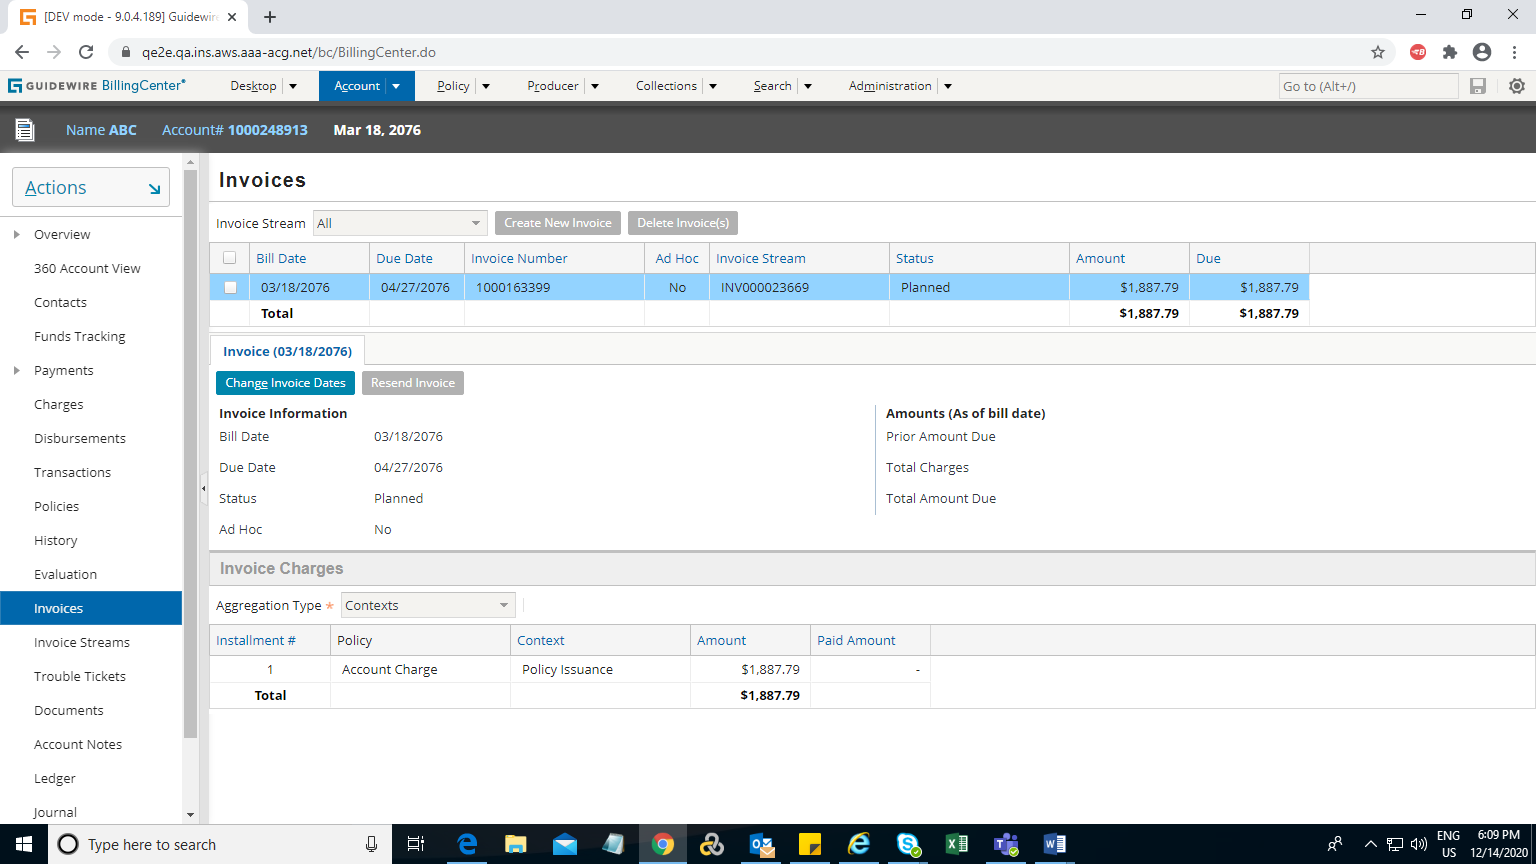 [DEV mode - 9.0.4.189] Guidewire
qe2e.qa.ins.aws.aaa-acg.net/bc/BillingCenter.do
GUIDEWIRE BillingCenter Desktop Account Policy Producer Collections Search Administration Go to (Alt+/)
Name ABC Account# 1000248913 Mar 18, 2076
Actions
Overview
360 Account View
Contacts
Funds Tracking
Payments
Charges
Disbursements
Transactions
Policies
History
Evaluation
Invoices
Invoice Streams
Trouble Tickets
Documents
Account Notes
Ledger
Journal
Invoices
Invoice Stream All Create New Invoice Delete Invoice(s)
Bill Date Due Date Invoice Number Ad Hoc Invoice Stream Status Amount Due
03/18/2076 04/27/2076 1000163399 No INV000023669 Planned $1,887.79 $1,887.79
Total $1,887.79 $1,887.79
Invoice (03/18/2076)
Change Invoice Dates Resend Invoice
Invoice Information
Bill Date 03/18/2076
Due Date 04/27/2076
Status Planned
Ad Hoc No
Amounts (As of bill date)
Prior Amount Due
Total Charges
Total Amount Due
Invoice Charges
Aggregation Type * Contexts
Installment # Policy Context Amount Paid Amount
1 Account Charge Policy Issuance $1,887.79 -
Total $1,887.79
Type here to search
ENG
US
6:09 PM
12/14/2020